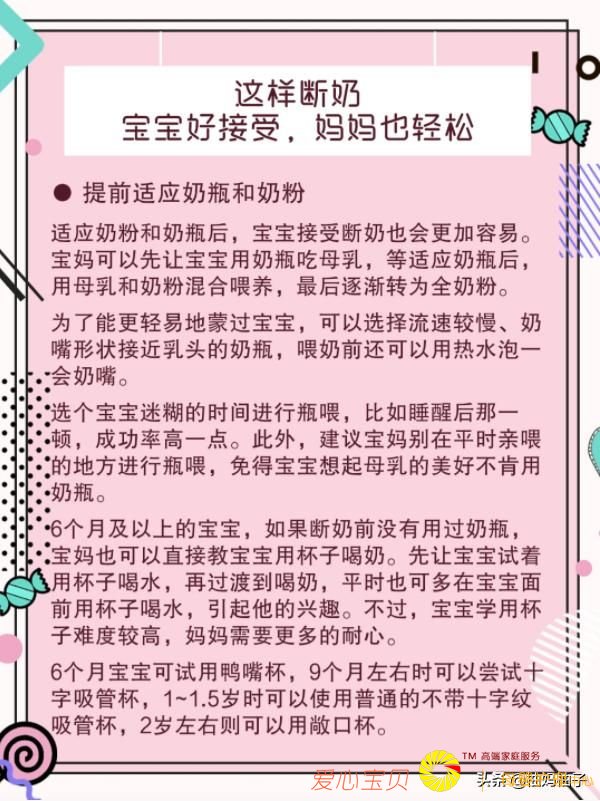 这样断奶
宝宝好接受，妈妈也轻松
● 提前适应奶瓶和奶粉
适应奶粉和奶瓶后，宝宝接受断奶也会更加容易。
宝妈可以先让宝宝用奶瓶吃母乳，等适应奶瓶后，
用母乳和奶粉混合喂养，最后逐渐转为全奶粉。
为了能更轻易地蒙过宝宝，可以选择流速较慢、奶
嘴形状接近乳头的奶瓶，喂奶前还可以用热水泡一
会奶嘴。
选个宝宝迷糊的时间进行瓶喂，比如睡醒后那一
顿，成功率高一点。此外，建议宝妈别在平时亲喂
的地方进行瓶喂，免得宝宝想起母乳的美好不肯用
奶瓶。
6个月及以上的宝宝，如果断奶前没有用过奶瓶，
宝妈也可以直接教宝宝用杯子喝奶。先让宝宝试着
用杯子喝水，再过渡到喝奶，平时也可多在宝宝面
前用杯子喝水，引起他的兴趣。不过，宝宝学用杯
子难度较高，妈妈需要更多的耐心。
6个月宝宝可试用鸭嘴杯，9个月左右时可以尝试十
字吸管杯，1~1.5岁时可以使用普通的不带十字纹
吸管杯，2岁左右则可以用敞口杯。
TM 高端家庭服务
爱心宝贝
头条